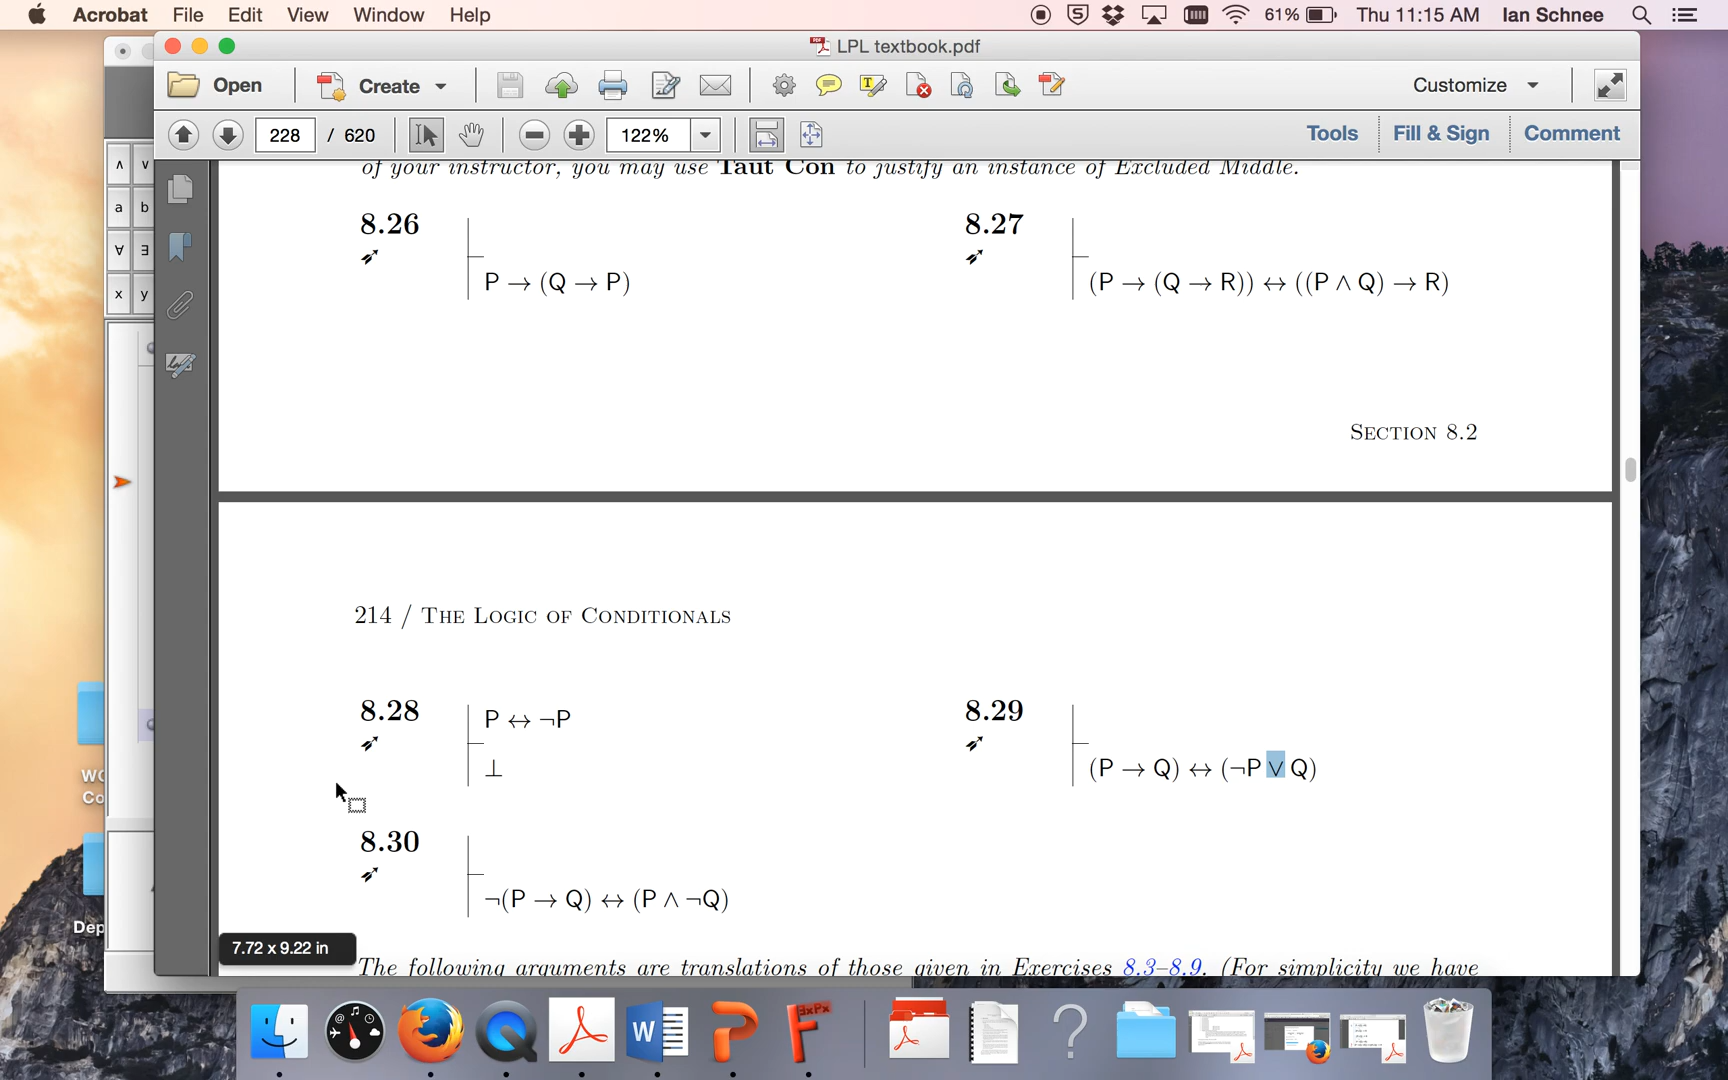 Acrobat File Edit View Window Help 61% Thu 11:15 AM Ian Schnee
LPL textbook.pdf
Open Create Customize
228 / 620 122% Tools Fill & Sign Comment
of your instructor, you may use Taut Con to justify an instance of Excluded Middle.
8.26 8.27
P → (Q → P) (P → (Q → R)) ↔ ((P ∧ Q) → R)
SECTION 8.2
214 / THE LOGIC OF CONDITIONALS
8.28 P ↔ ¬P 8.29
⊥ (P → Q) ↔ (¬P ∨ Q)
8.30
¬(P → Q) ↔ (P ∧ ¬Q)
7.72 x 9.22 in
The following arguments are translations of those given in Exercises 8.3–8.9. (For simplicity we have
∧ ∨
a b
∀ ∃
x y
Co
Dep